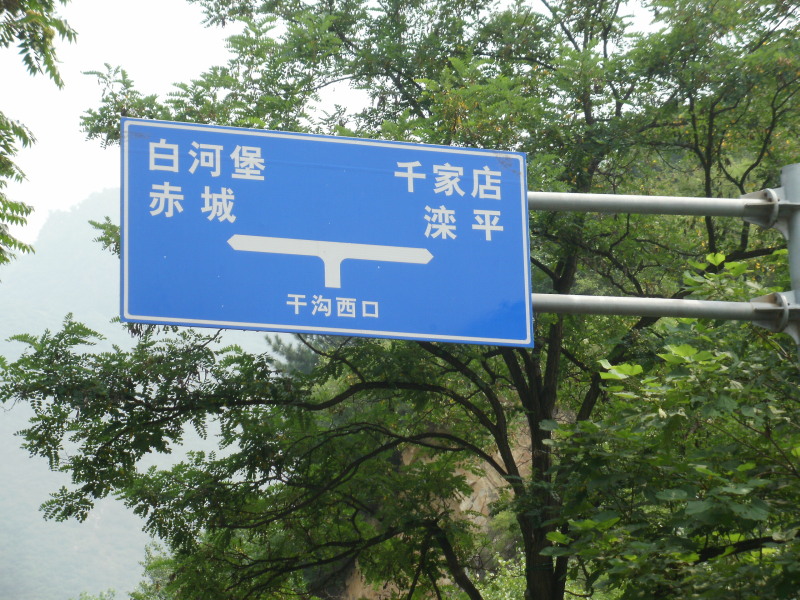 白河堡
赤城
千家店
滦平
干沟西口